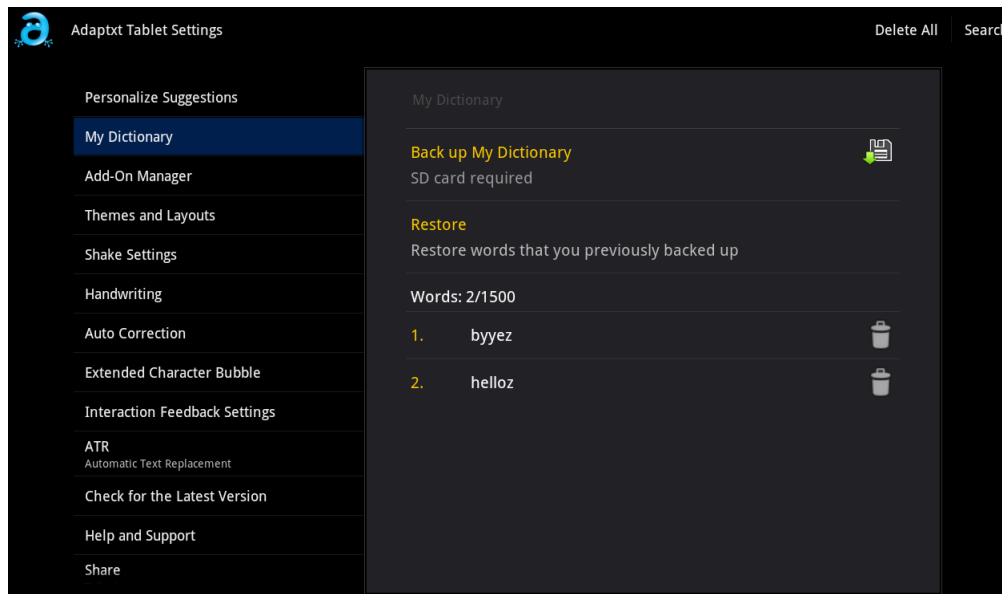 Adaptxt Tablet Settings
Delete All
Personalize Suggestions
My Dictionary
Add-On Manager
Themes and Layouts
Shake Settings
Handwriting
Auto Correction
Extended Character Bubble
Interaction Feedback Settings
ATR
Automatic Text Replacement
Check for the Latest Version
Help and Support
Share
My Dictionary
Back up My Dictionary
SD card required
Restore
Restore words that you previously backed up
Words: 2/1500
1. byyez
2. helloz